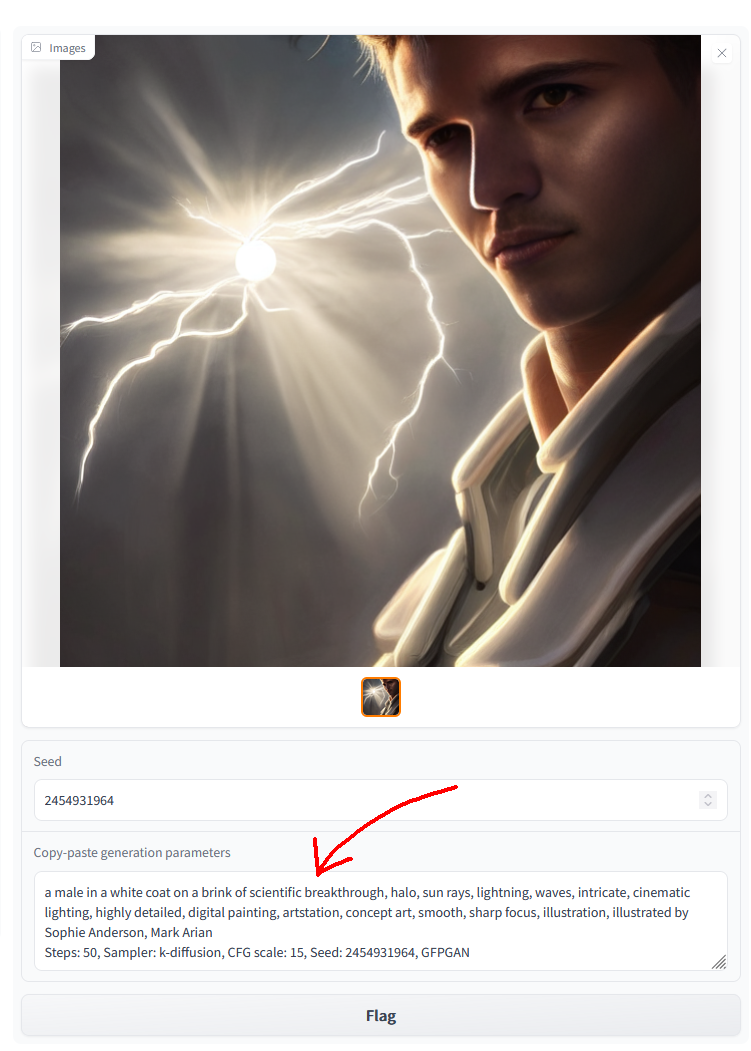 Images
Seed
2454931964
Copy-paste generation parameters
a male in a white coat on a brink of scientific breakthrough, halo, sun rays, lightning, waves, intricate, cinematic
lighting, highly detailed, digital painting, artstation, concept art, smooth, sharp focus, illustration, illustrated by
Sophie Anderson, Mark Arian
Steps: 50, Sampler: k-diffusion, CFG scale: 15, Seed: 2454931964, GFPGAN
Flag